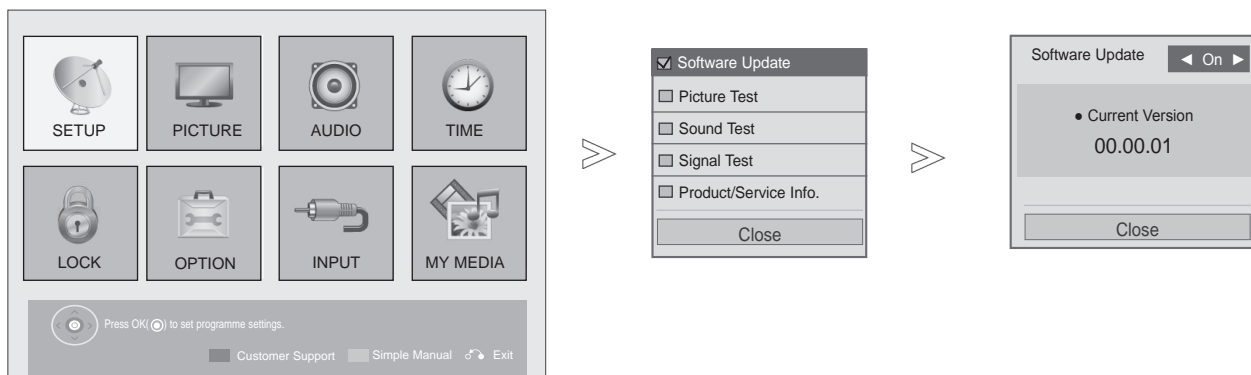 SETUP PICTURE AUDIO TIME
LOCK OPTION INPUT MY MEDIA
Press OK(◉) to set programme settings.
Customer Support Simple Manual Exit
Software Update
Picture Test
Sound Test
Signal Test
Product/Service Info.
Close
Software Update ◀ On ▶
● Current Version
00.00.01
Close